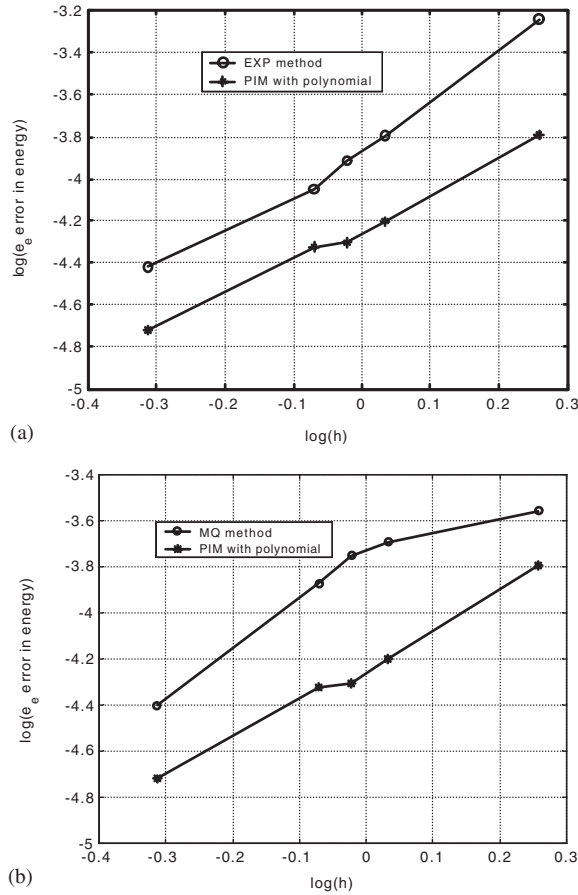 -3.2
-3.4
-3.6
-3.8
-4
-4.2
-4.4
-4.6
-4.8
-5
log(e_e error in energy)
EXP method
PIM with polynomial
-0.4 -0.3 -0.2 -0.1 0 0.1 0.2 0.3
(a)
log(h)
-3.4
-3.6
-3.8
-4
-4.2
-4.4
-4.6
-4.8
-5
log(e_e error in energy)
MQ method
PIM with polynomial
-0.4 -0.3 -0.2 -0.1 0 0.1 0.2 0.3
(b)
log(h)